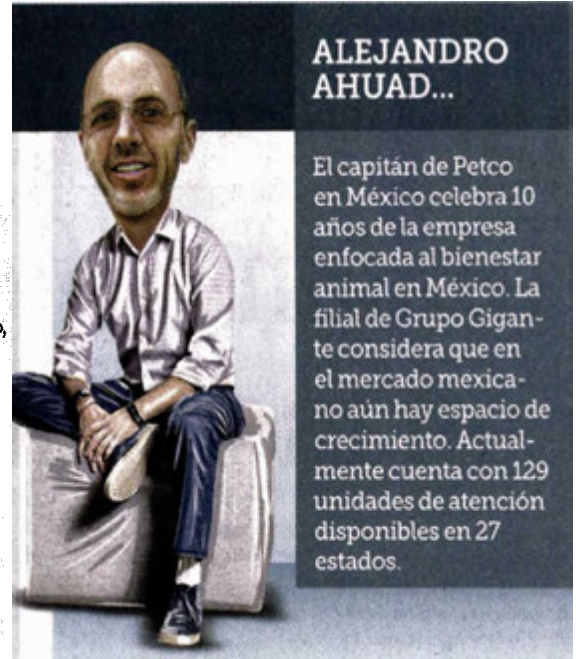 ALEJANDRO
AHUAD...
El capitán de Petco
en México celebra 10
años de la empresa
enfocada al bienestar
animal en México. La
filial de Grupo Gigan-
te considera que en
el mercado mexica-
no aún hay espacio de
crecimiento. Actual-
mente cuenta con 129
unidades de atención
disponibles en 27
estados.